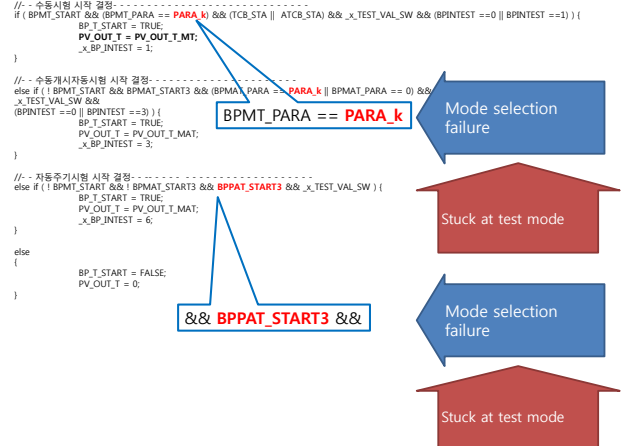 //- - 수동시험 시작 결정- - - - - - - - - - - - - - - - - - - - - - - - - - - -
if ( BPMT_START && (BPMT_PARA == PARA_k) && (TCB_STA || ATCB_STA) && _x_TEST_VAL_SW && (BPINTEST ==0 || BPINTEST ==1) ) {
BP_T_START = TRUE;
PV_OUT_T = PV_OUT_T_MT;
_x_BP_INTEST = 1;
}
//- - 수동개시자동시험 시작 결정- - - - - - - - - - - - - - - - - - - - - -
else if ( ! BPMT_START && BPMAT_START3 && (BPMAT_PARA == PARA_k || BPMAT_PARA == 0) &&
_x_TEST_VAL_SW &&
(BPINTEST ==0 || BPINTEST ==3) ) {
BP_T_START = TRUE;
PV_OUT_T = PV_OUT_T_MAT;
_x_BP_INTEST = 3;
}
BPMT_PARA == PARA_k
Mode selection
failure
//- - 자동주기시험 시작 결정- - -- - - - - - - - - - - - - - - - - - - - - - -
else if ( ! BPMT_START && ! BPMAT_START3 && BPPAT_START3 && _x_TEST_VAL_SW ) {
BP_T_START = TRUE;
PV_OUT_T = PV_OUT_T_MAT;
_x_BP_INTEST = 6;
}
Stuck at test mode
else
{
BP_T_START = FALSE;
PV_OUT_T = 0;
}
&& BPPAT_START3 &&
Mode selection
failure
Stuck at test mode